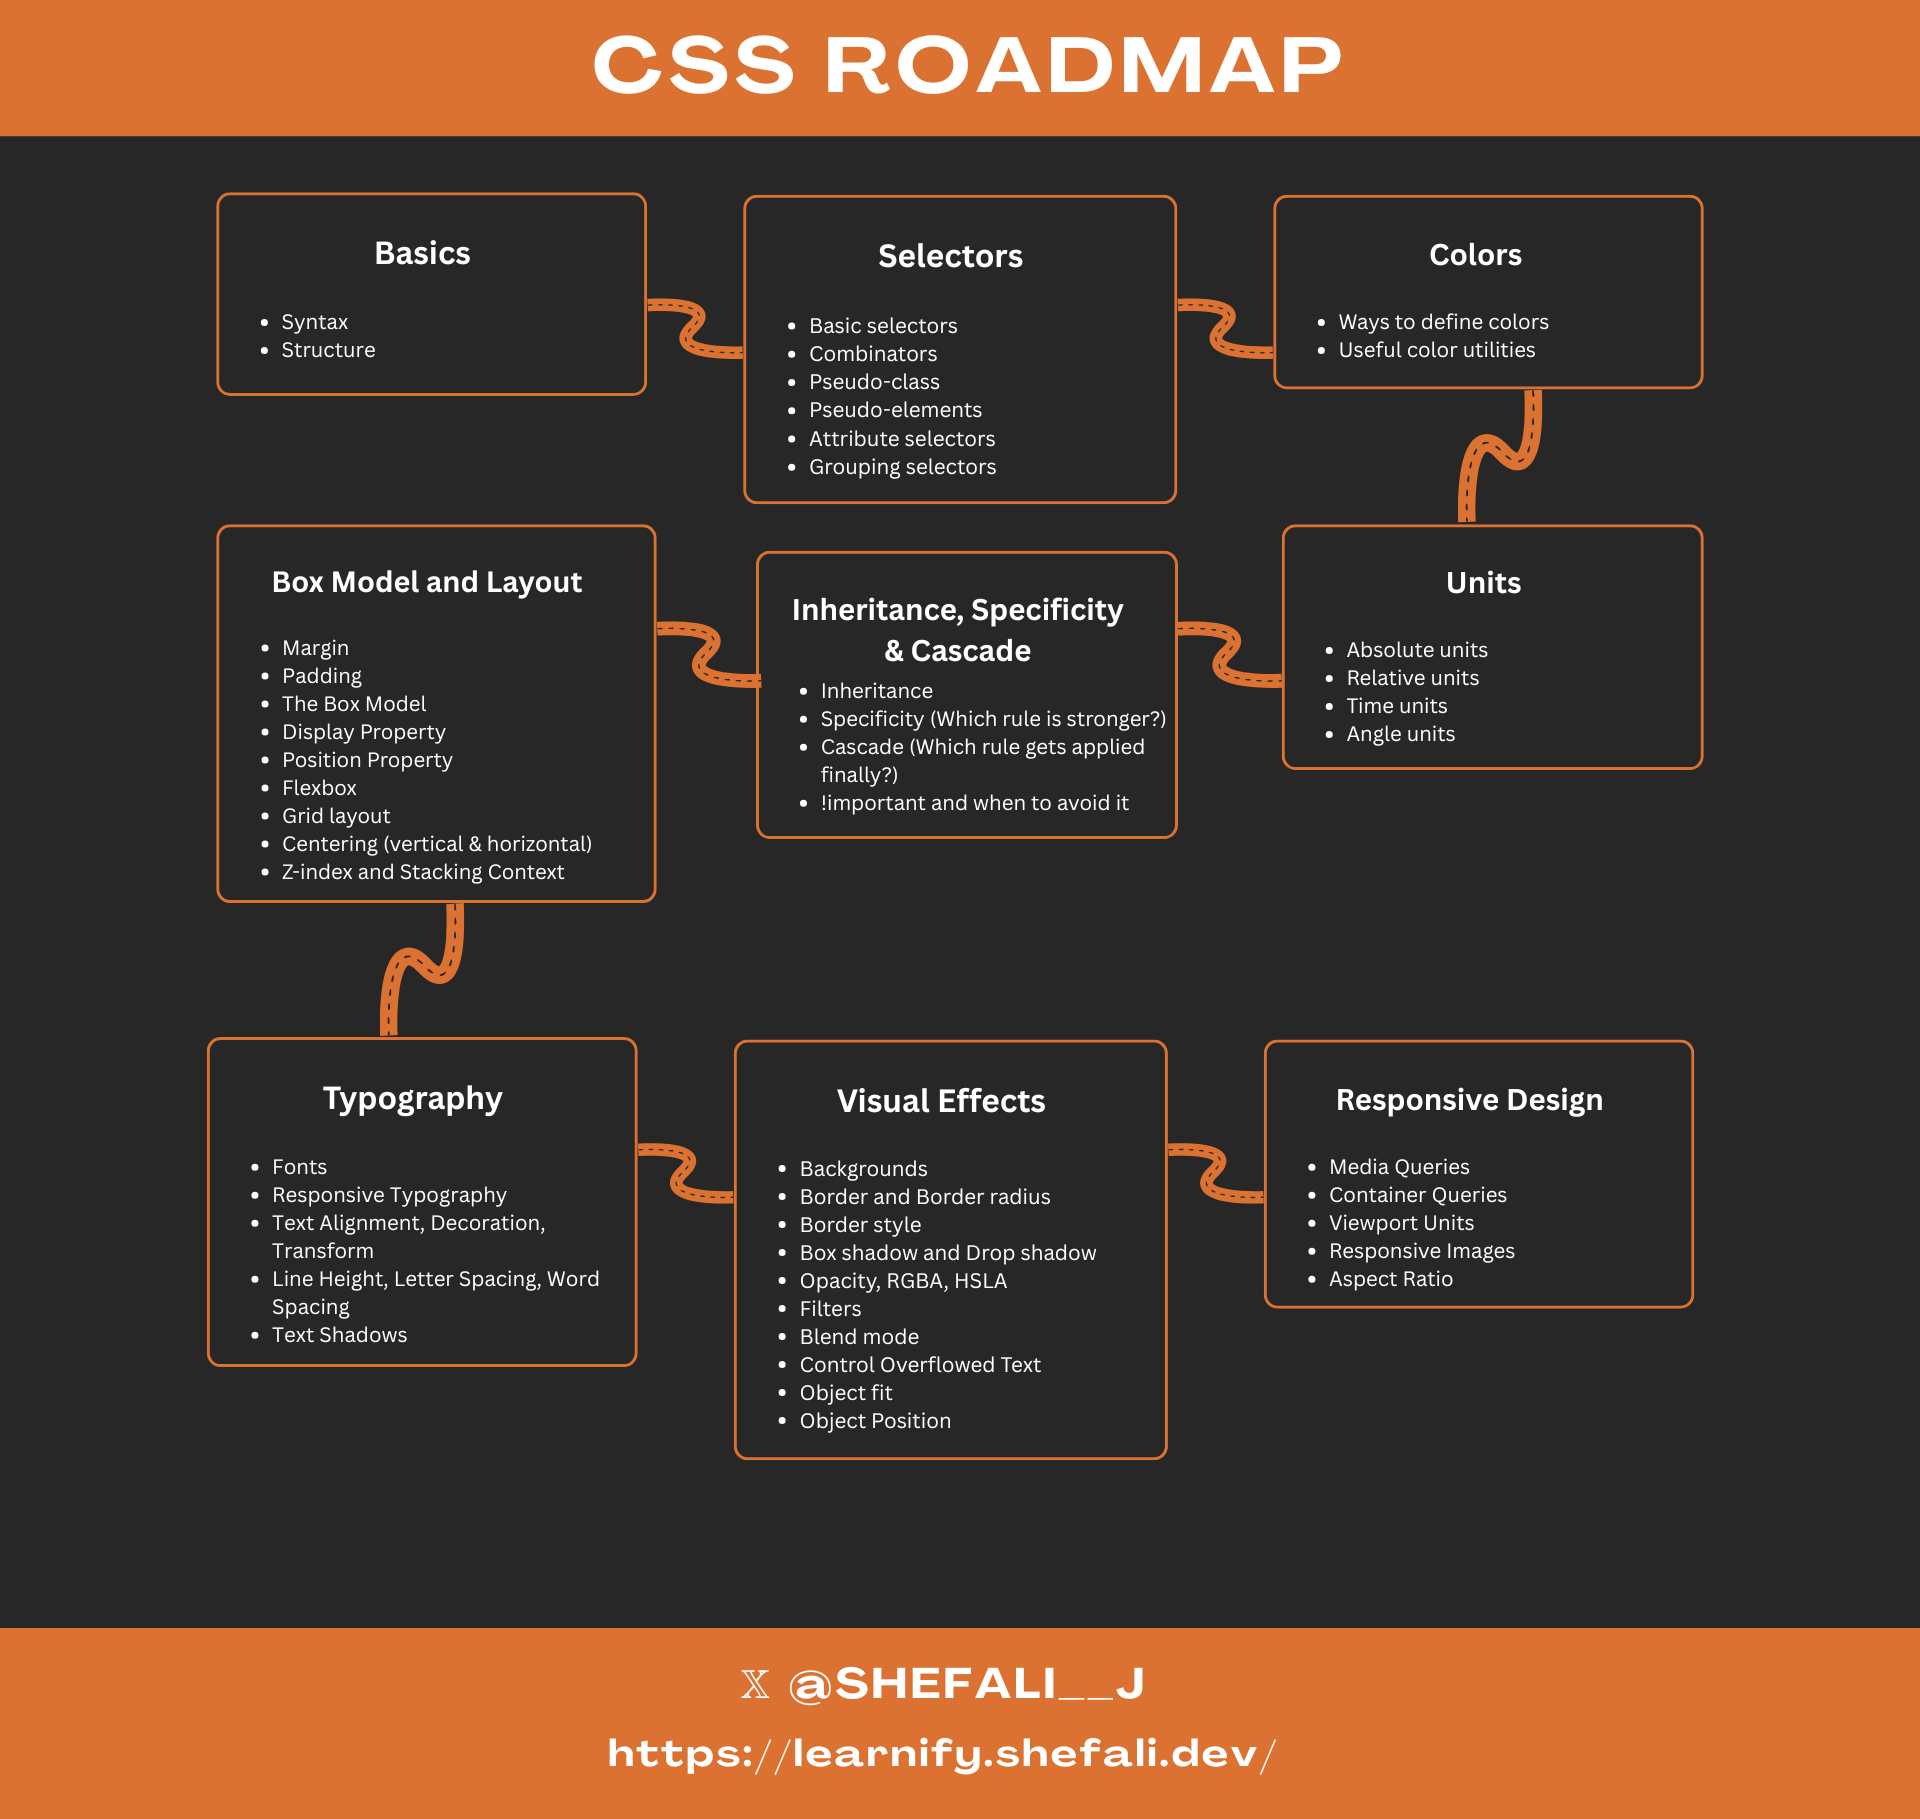 CSS ROADMAP
Basics
• Syntax
• Structure
Selectors
• Basic selectors
• Combinators
• Pseudo-class
• Pseudo-elements
• Attribute selectors
• Grouping selectors
Colors
• Ways to define colors
• Useful color utilities
Box Model and Layout
• Margin
• Padding
• The Box Model
• Display Property
• Position Property
• Flexbox
• Grid layout
• Centering (vertical & horizontal)
• Z-index and Stacking Context
Inheritance, Specificity
& Cascade
• Inheritance
• Specificity (Which rule is stronger?)
• Cascade (Which rule gets applied
finally?)
• !important and when to avoid it
Units
• Absolute units
• Relative units
• Time units
• Angle units
Typography
• Fonts
• Responsive Typography
• Text Alignment, Decoration,
Transform
• Line Height, Letter Spacing, Word
Spacing
• Text Shadows
Visual Effects
• Backgrounds
• Border and Border radius
• Border style
• Box shadow and Drop shadow
• Opacity, RGBA, HSLA
• Filters
• Blend mode
• Control Overflowed Text
• Object fit
• Object Position
Responsive Design
• Media Queries
• Container Queries
• Viewport Units
• Responsive Images
• Aspect Ratio
𝕏 @SHEFALI__J
https://learnify.shefali.dev/